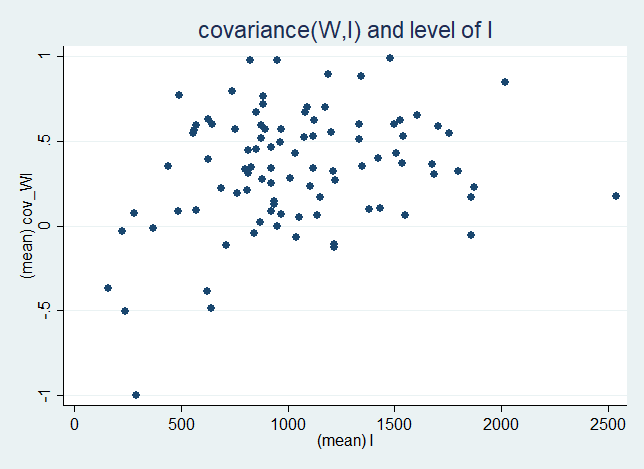 covariance(W,I) and level of I
(mean) cov_WI
1
.5
0
-.5
-1
0 500 1000 1500 2000 2500
(mean) I